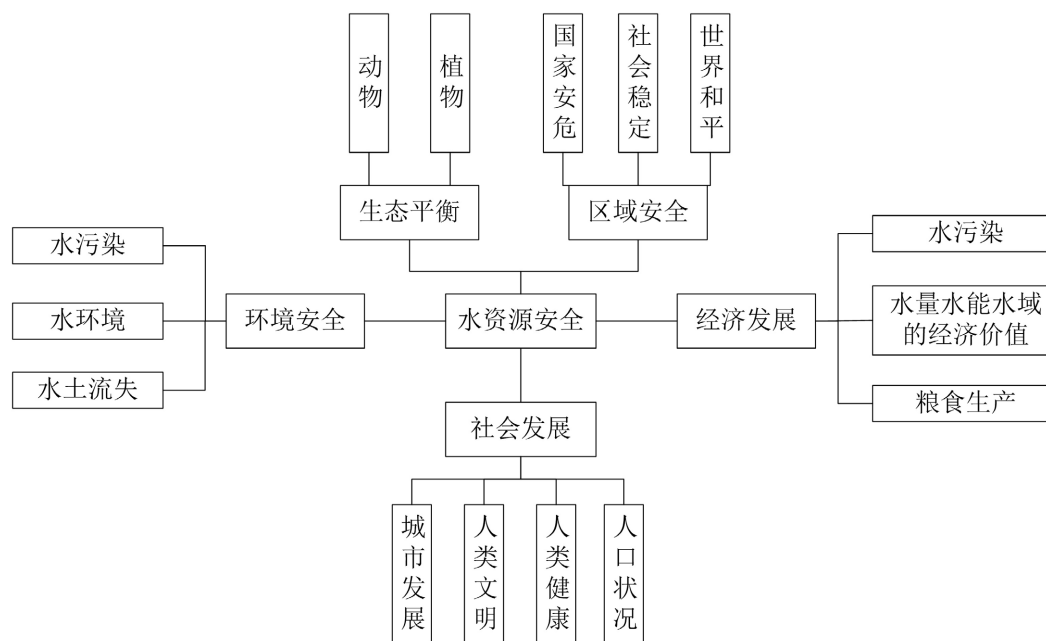 动物
植物
国家安危
社会稳定
世界和平
生态平衡
区域安全
水污染
水环境
水土流失
环境安全
水资源安全
经济发展
水污染
水量水能水域
的经济价值
粮食生产
社会发展
城市发展
人类文明
人类健康
人口状况